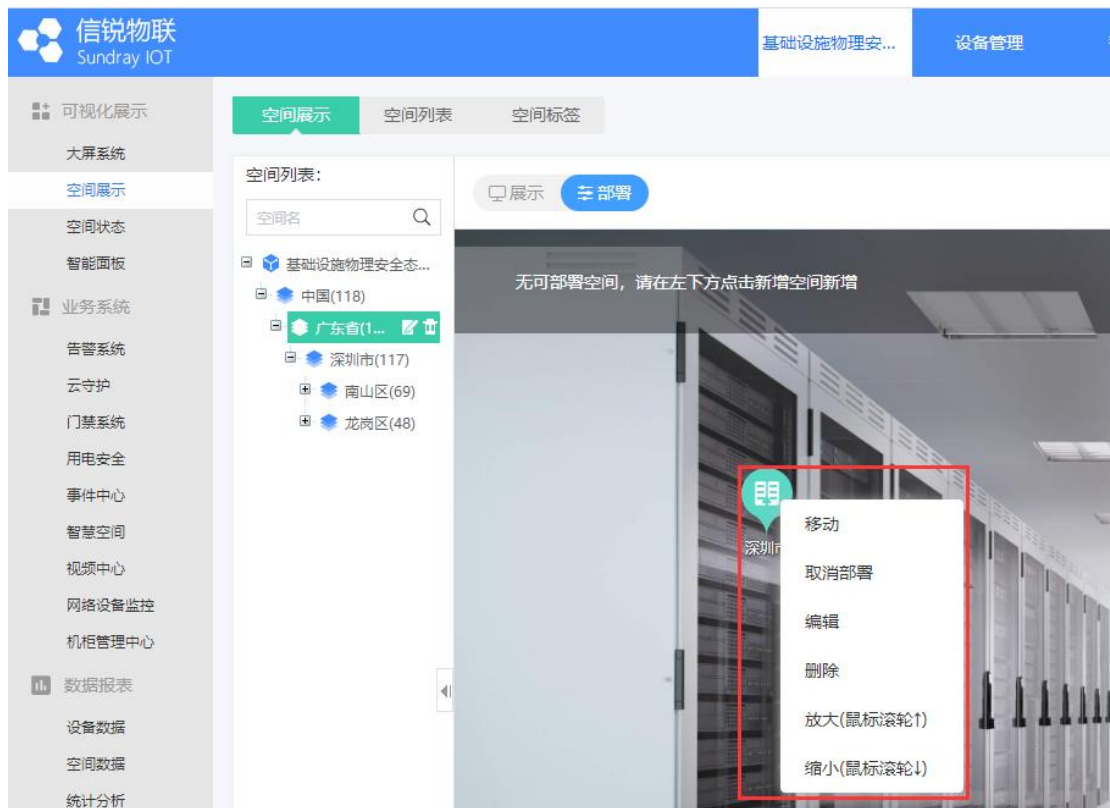 信锐物联
Sundray IOT
基础设施物理安...
设备管理
可视化展示
大屏系统
空间展示
空间状态
智能面板
业务系统
告警系统
云守护
门禁系统
用电安全
事件中心
智慧空间
视频中心
网络设备监控
机柜管理中心
数据报表
设备数据
空间数据
统计分析
空间展示
空间列表
空间标签
空间列表：
空间名
基础设施物理安全态...
中国(118)
广东省(1...
深圳市(117)
南山区(69)
龙岗区(48)
展示
部署
无可部署空间，请在左下方点击新增空间新增
深圳
移动
取消部署
编辑
删除
放大(鼠标滚轮↑)
缩小(鼠标滚轮↓)